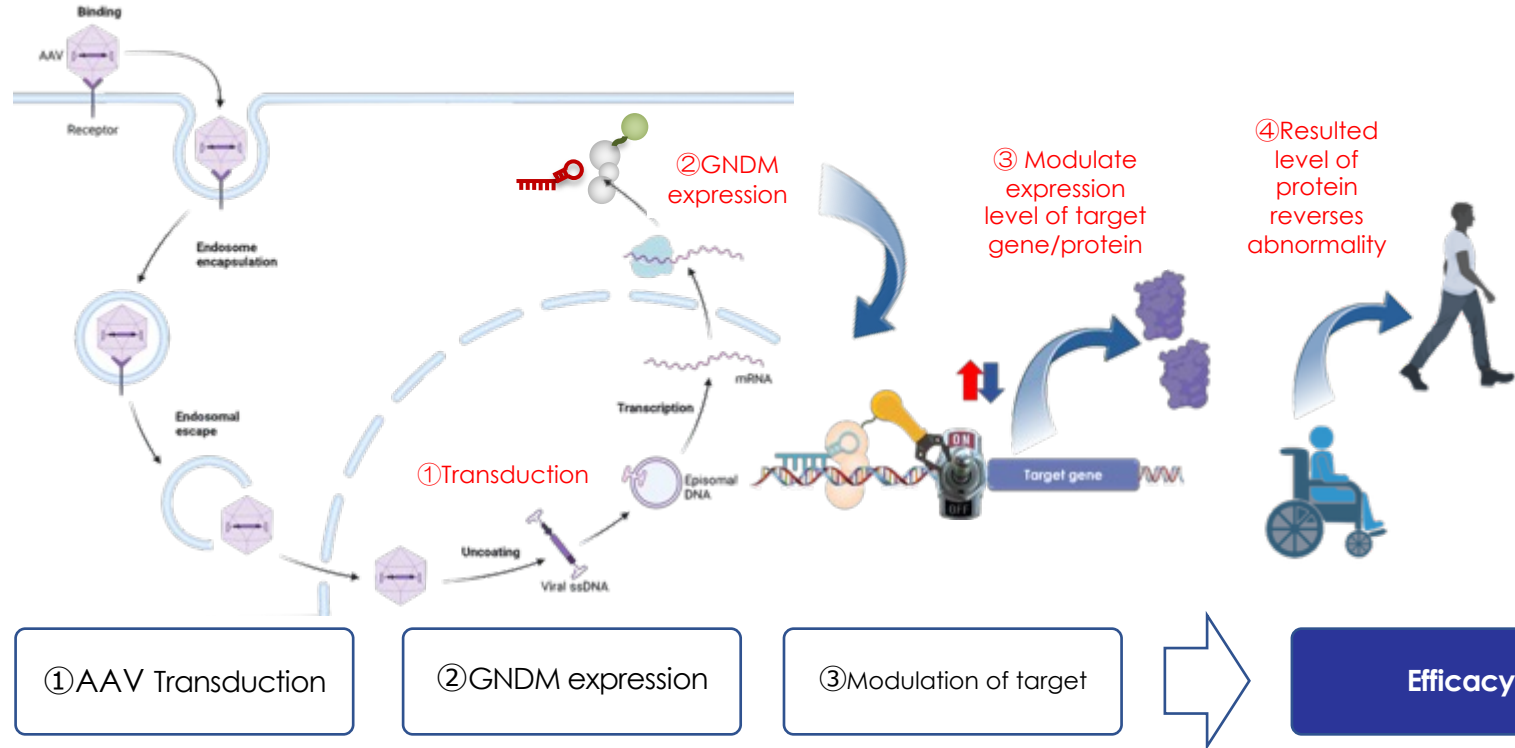 Binding
AAV
Receptor
Endosome
encapsulation
Endosomal
escape
Uncoating
Viral ssDNA
①Transduction
Episomal
DNA
Transcription
mRNA
②GNDM
expression
③ Modulate
expression
level of target
gene/protein
ON
OFF
Target gene
④Resulted
level of
protein
reverses
abnormality
①AAV Transduction
②GNDM expression
③Modulation of target
Efficacy